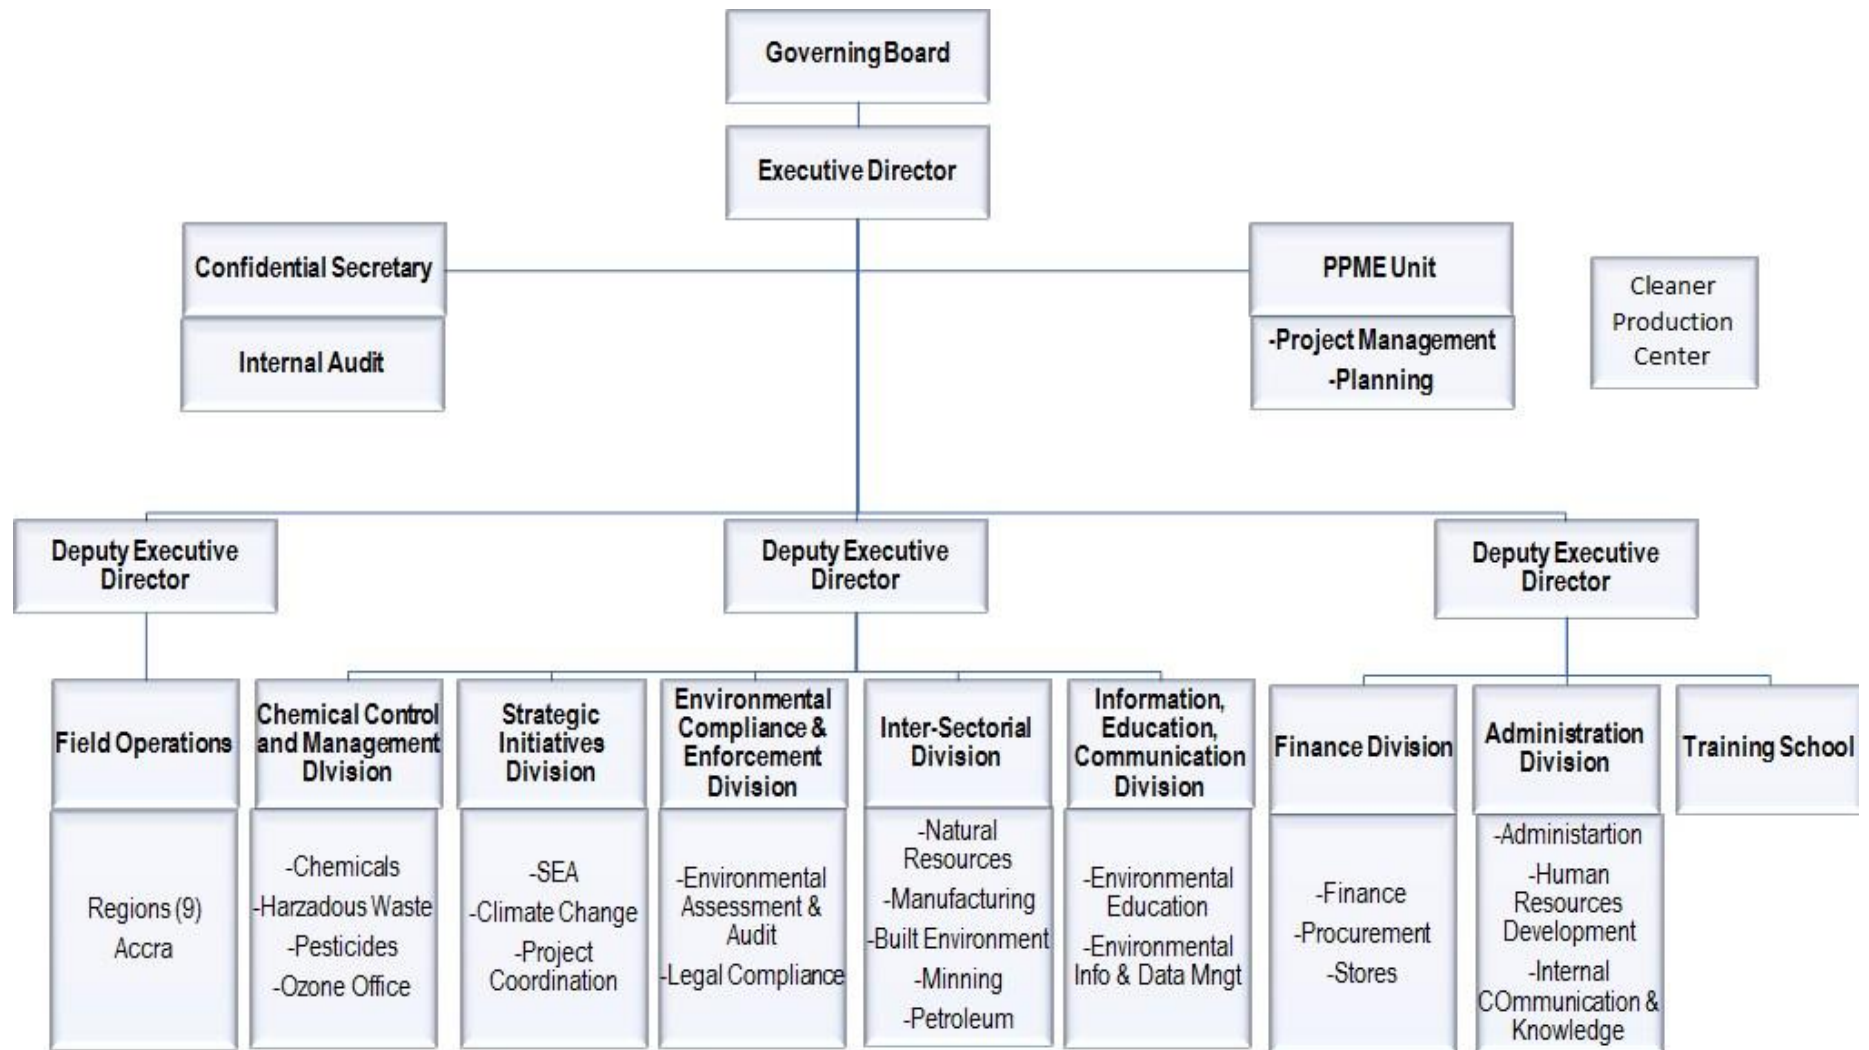 Governing Board
Executive Director
Confidential Secretary
Internal Audit
PPME Unit
-Project Management
-Planning
Cleaner
Production
Center
Deputy Executive
Director
Deputy Executive
Director
Deputy Executive
Director
Field Operations
Regions (9)
Accra
Chemical Control
and Management
DIvision
-Chemicals
-Harzadous Waste
-Pesticides
-Ozone Office
Strategic
Initiatives
Division
-SEA
-Climate Change
-Project
Coordination
Environmental
Compliance &
Enforcement
Division
-Environmental
Assessment &
Audit
-Legal Compliance
Inter-Sectorial
Division
-Natural
Resources
-Manufacturing
-Built Environment
-Minning
-Petroleum
Information,
Education,
Communication
Division
-Environmental
Education
-Environmental
Info & Data Mngt
Finance Division
-Finance
-Procurement
-Stores
Administration
Division
-Administartion
-Human
Resources
Development
-Internal
COmmunication &
Knowledge
Training School